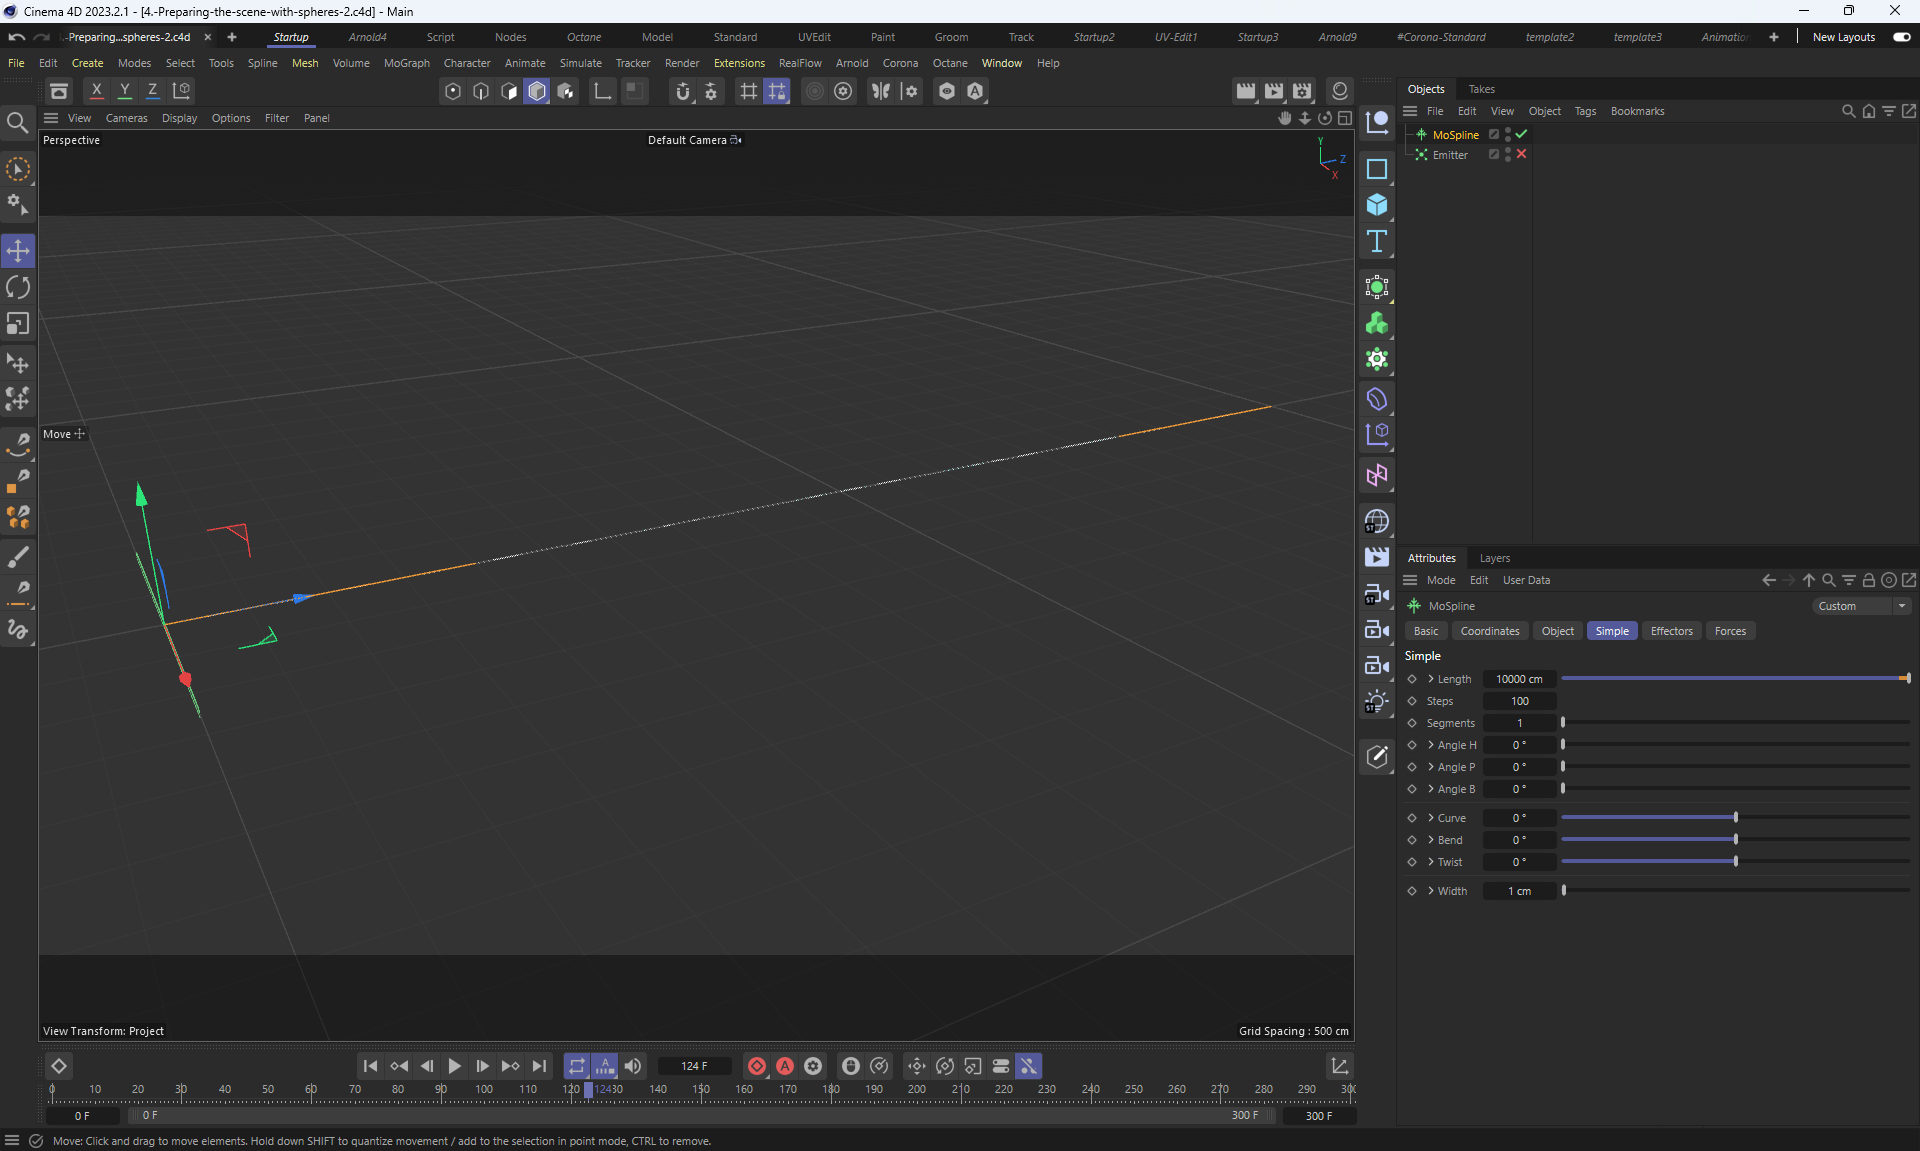 Cinema 4D 2023.2.1 - [4.-Preparing-the-scene-with-spheres-2.c4d] - Main
.-Preparing...spheres-2.c4d
Startup
Arnold4
Script
Nodes
Octane
Model
Standard
UVEdit
Paint
Groom
Track
Startup2
UV-Edit1
Startup3
Arnold9
#Corona-Standard
template2
template3
Animation
New Layouts
File Edit Create Modes Select Tools Spline Mesh Volume MoGraph Character Animate Simulate Tracker Render Extensions RealFlow Arnold Corona Octane Window Help
X Y Z
View Cameras Display Options Filter Panel
Perspective
Default Camera
Y
Z
X
Move
View Transform: Project
Grid Spacing : 500 cm
Objects Takes
File Edit View Object Tags Bookmarks
MoSpline
Emitter
Attributes Layers
Mode Edit User Data
MoSpline
Custom
Basic Coordinates Object Simple Effectors Forces
Simple
Length 10000 cm
Steps 100
Segments 1
Angle H 0 °
Angle P 0 °
Angle B 0 °
Curve 0 °
Bend 0 °
Twist 0 °
Width 1 cm
124 F
0 10 20 30 40 50 60 70 80 90 100 110 120 12430 140 150 160 170 180 190 200 210 220 230 240 250 260 270 280 290 30
0 F
0 F
300 F
300 F
Move: Click and drag to move elements. Hold down SHIFT to quantize movement / add to the selection in point mode, CTRL to remove.